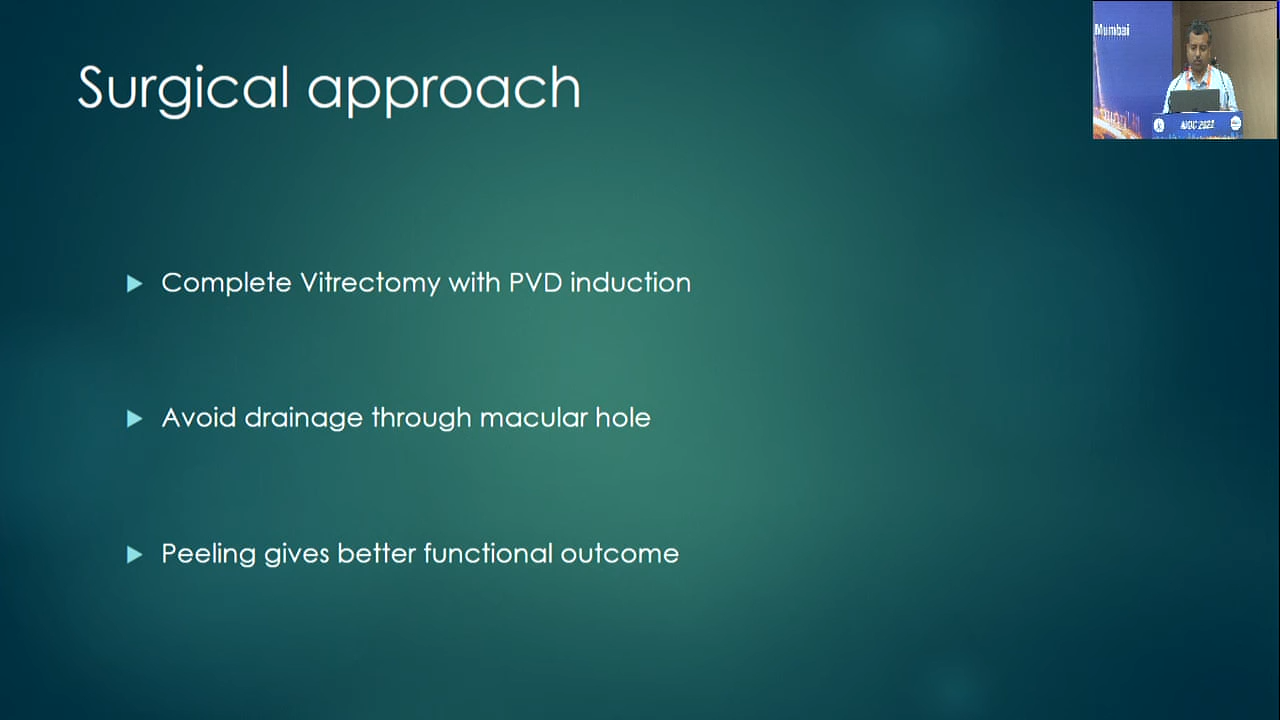 Surgical approach
Mumbai
AIOC 2022
Complete Vitrectomy with PVD induction
Avoid drainage through macular hole
Peeling gives better functional outcome